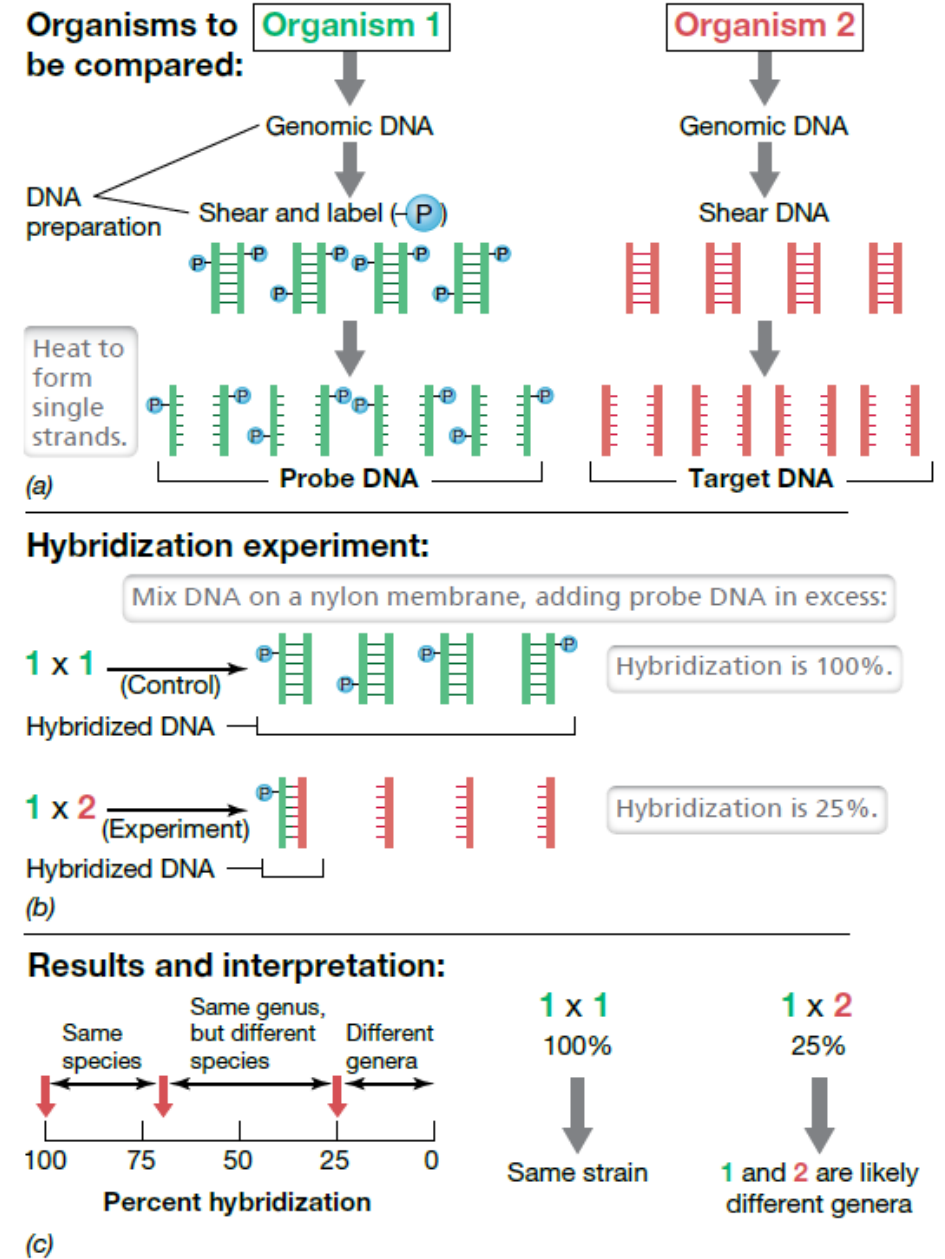 Organisms to
be compared:
Organism 1
Organism 2
Genomic DNA
Genomic DNA
DNA
preparation
Shear and label (-P)
Shear DNA
P
P
P
P
P
P
P
Heat to
form
single
strands.
P
P
P
P
P
P
P
P
Probe DNA
Target DNA
(a)
Hybridization experiment:
Mix DNA on a nylon membrane, adding probe DNA in excess:
1 x 1
(Control)
P
P
P
P
Hybridization is 100%.
Hybridized DNA
1 x 2
(Experiment)
P
Hybridization is 25%.
Hybridized DNA
(b)
Results and interpretation:
Same
species
Same genus,
but different
species
Different
genera
100
75
50
25
0
Percent hybridization
1 x 1
100%
Same strain
1 x 2
25%
1 and 2 are likely
different genera
(c)